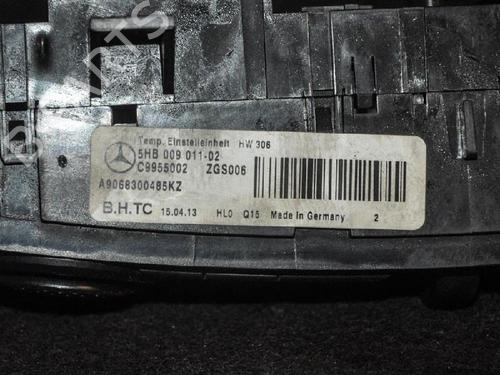 Temp. Einstelleinheit HW 306
5HB 009 011-02
C9955002 ZGS006
A9068300485KZ
B.H.TC 15.04.13 HL0 Q15 Made in Germany 2